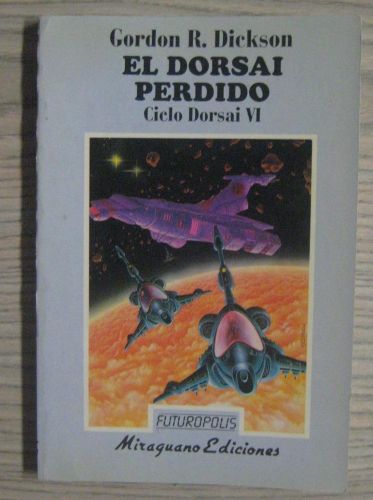 Gordon R. Dickson
EL DORSAI
PERDIDO
Ciclo Dorsai VI
FUTUROPOLIS
Miraguano Ediciones